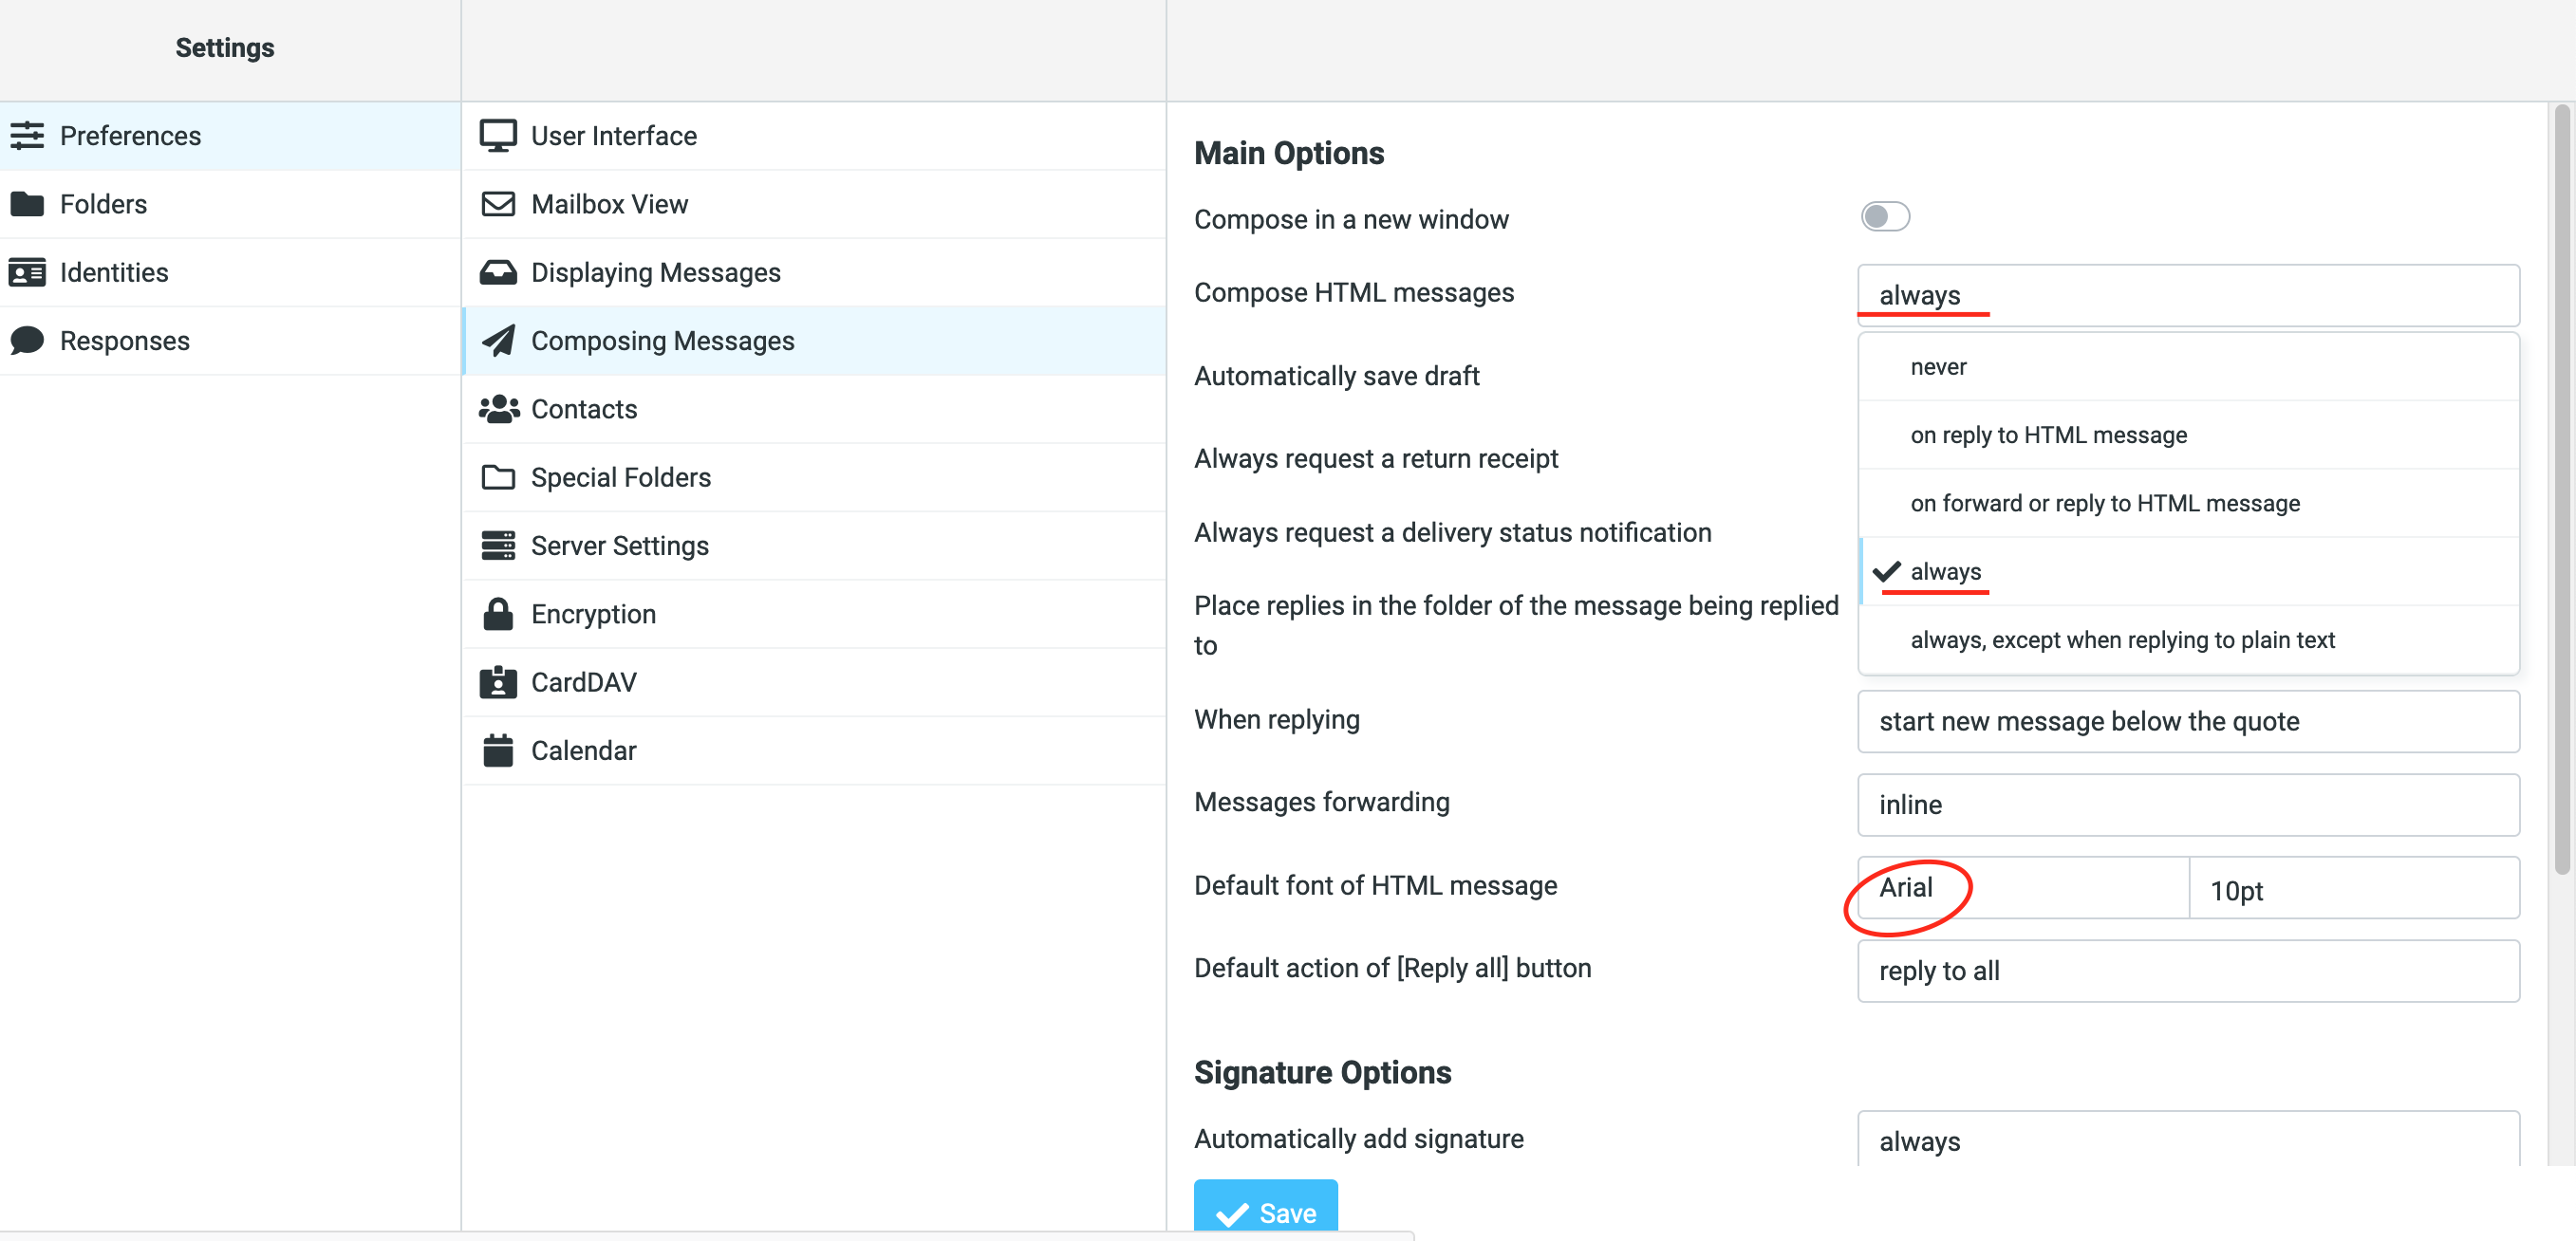 Settings
Preferences
Folders
Identities
Responses
User Interface
Mailbox View
Displaying Messages
Composing Messages
Contacts
Special Folders
Server Settings
Encryption
CardDAV
Calendar
Main Options
Compose in a new window
Compose HTML messages
always
never
on reply to HTML message
on forward or reply to HTML message
always
always, except when replying to plain text
Automatically save draft
Always request a return receipt
Always request a delivery status notification
Place replies in the folder of the message being replied
to
When replying
start new message below the quote
Messages forwarding
inline
Default font of HTML message
Arial
10pt
Default action of [Reply all] button
reply to all
Signature Options
Automatically add signature
always
Save